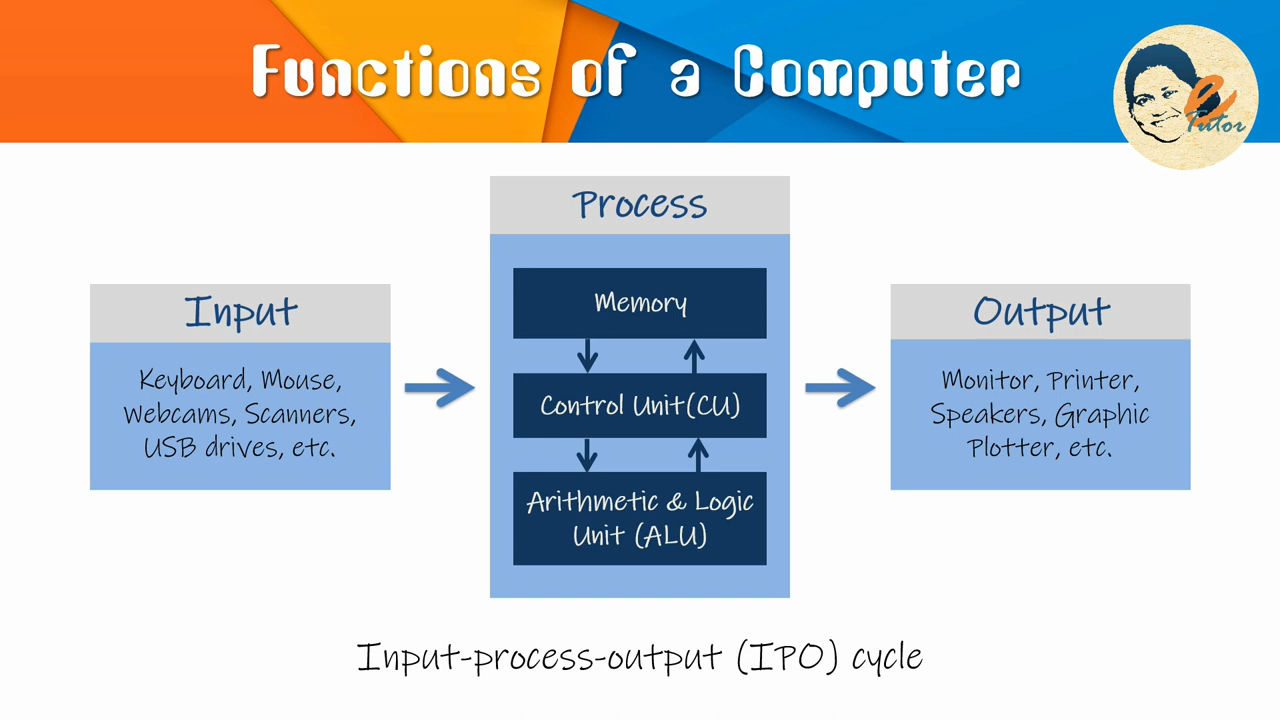 Functions of a Computer
e
Tutor
Process
Input
Keyboard, Mouse,
Webcams, Scanners,
USB drives, etc.
Memory
Control Unit(CU)
Arithmetic & Logic
Unit (ALU)
Output
Monitor, Printer,
Speakers, Graphic
Plotter, etc.
Input-process-output (IPO) cycle